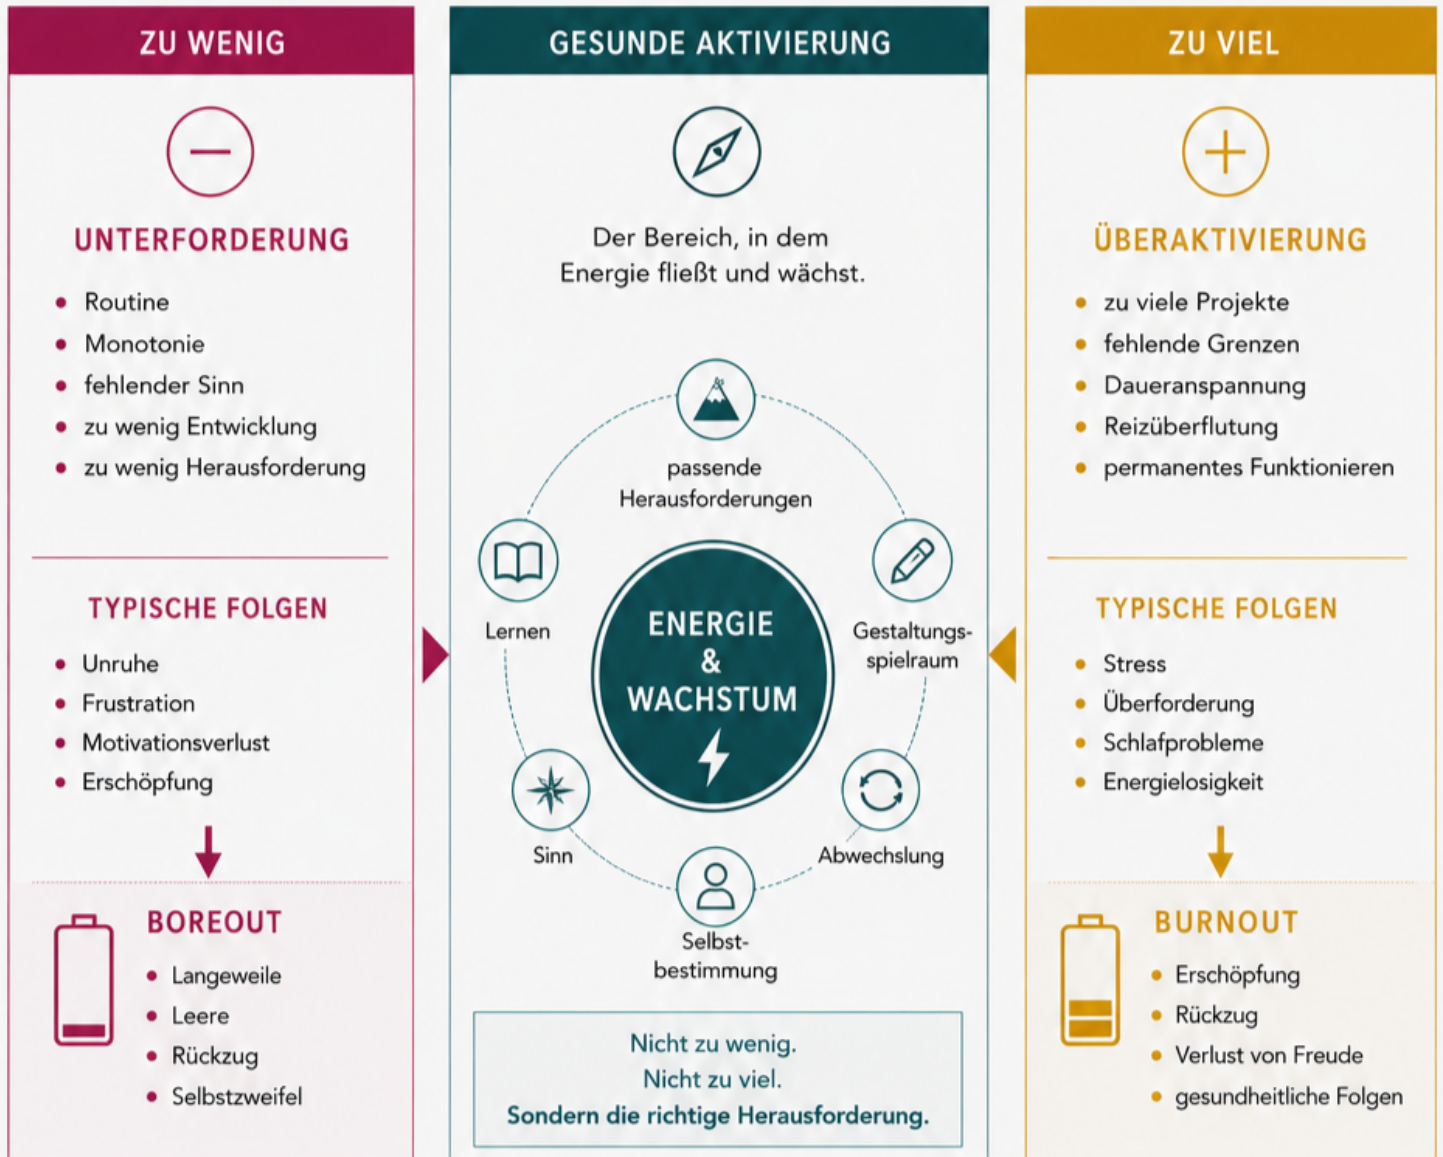 ZU WENIG
UNTERFORDERUNG
Routine
Monotonie
fehlender Sinn
zu wenig Entwicklung
zu wenig Herausforderung
TYPISCHE FOLGEN
Unruhe
Frustration
Motivationsverlust
Erschöpfung
BOREOUT
Langeweile
Leere
Rückzug
Selbstzweifel
GESUNDE AKTIVIERUNG
Der Bereich, in dem
Energie fließt und wächst.
passende
Herausforderungen
Lernen
Gestaltungs-
spielraum
ENERGIE
&
WACHSTUM
Sinn
Abwechslung
Selbst-
bestimmung
Nicht zu wenig.
Nicht zu viel.
Sondern die richtige Herausforderung.
ZU VIEL
ÜBERAKTIVIERUNG
zu viele Projekte
fehlende Grenzen
Daueranspannung
Reizüberflutung
permanentes Funktionieren
TYPISCHE FOLGEN
Stress
Überforderung
Schlafprobleme
Energielosigkeit
BURNOUT
Erschöpfung
Rückzug
Verlust von Freude
gesundheitliche Folgen